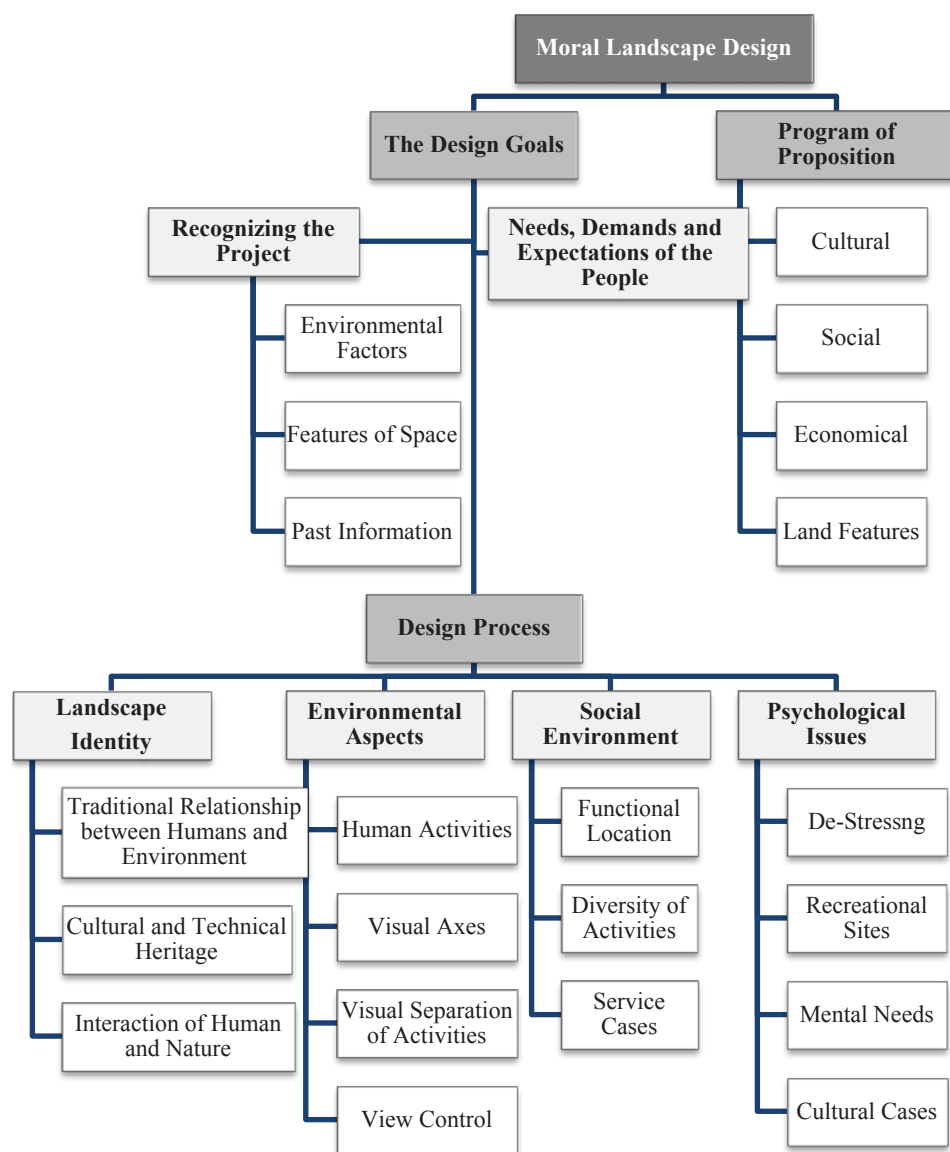 Moral Landscape Design
The Design Goals
Program of
Proposition
Recognizing the
Project
Needs, Demands and
Expectations of the
People
Cultural
Environmental
Factors
Social
Features of Space
Economical
Past Information
Land Features
Design Process
Landscape
Identity
Environmental
Aspects
Social
Environment
Psychological
Issues
Traditional Relationship
between Humans and
Environment
Cultural and Technical
Heritage
Interaction of Human
and Nature
Human Activities
Visual Axes
Visual Separation
of Activities
View Control
Functional
Location
Diversity of
Activities
Service
Cases
De-Stressng
Recreational
Sites
Mental Needs
Cultural Cases